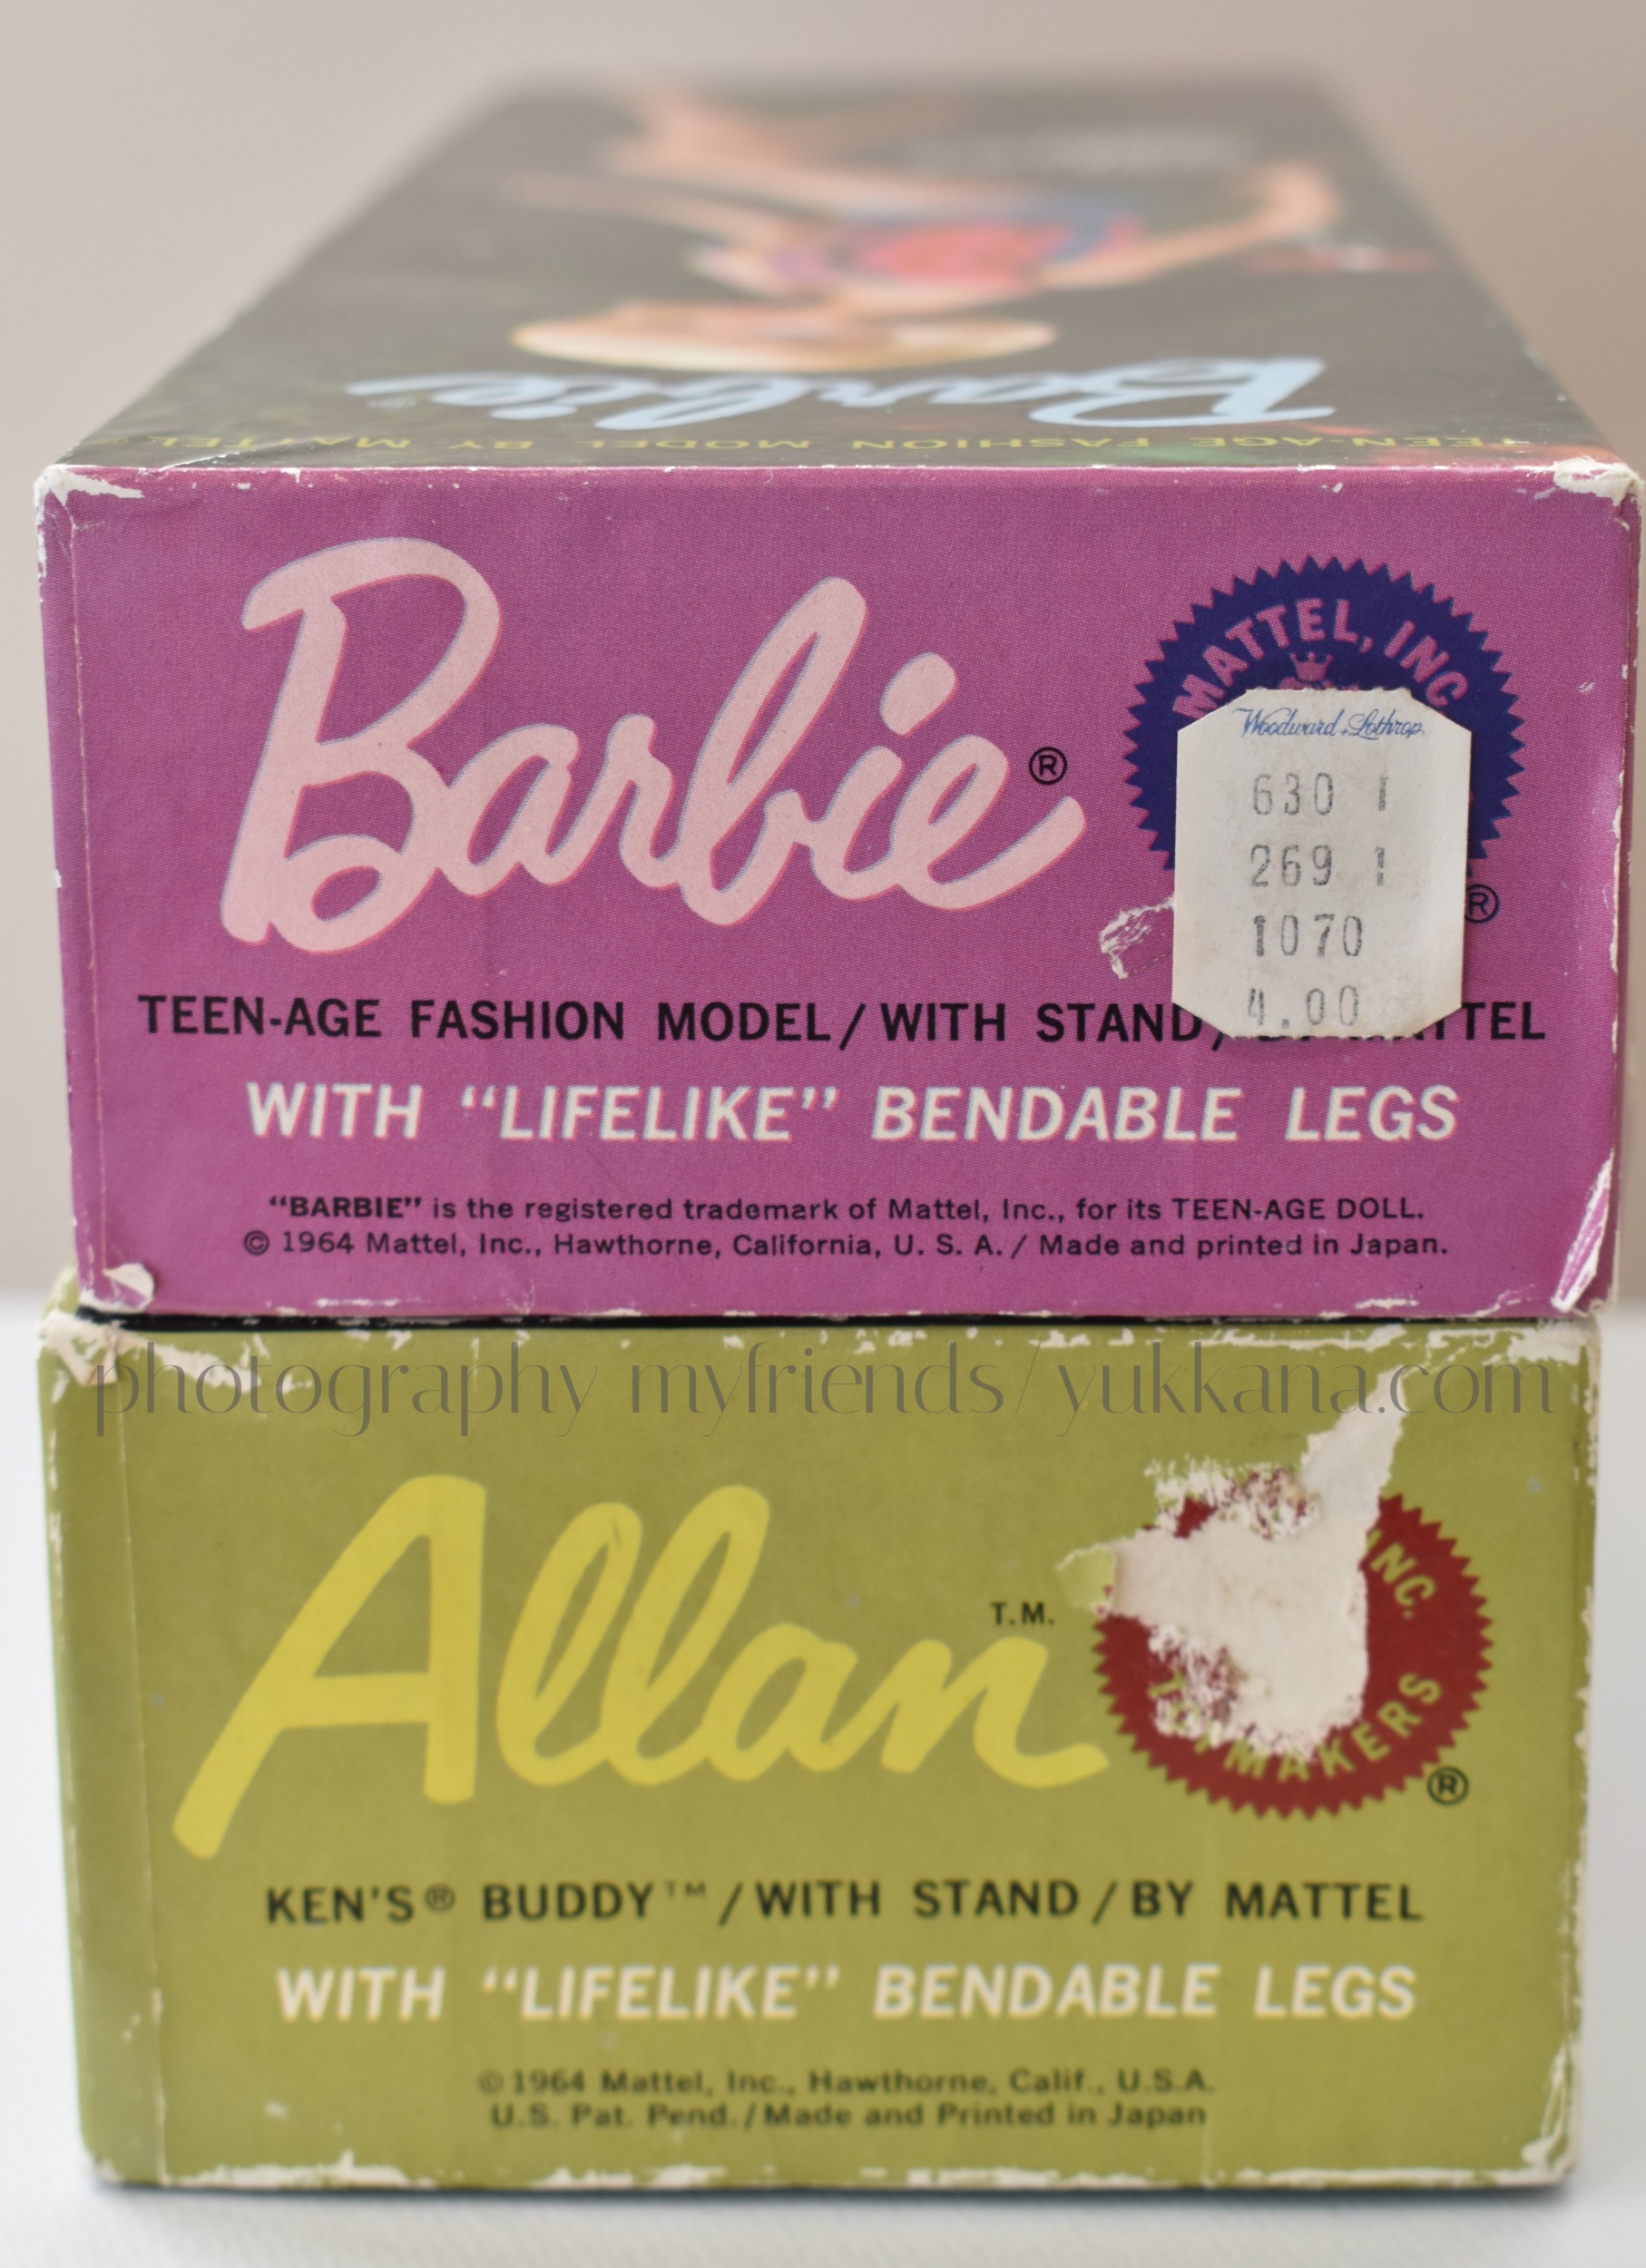 Barbie®
TEEN-AGE FASHION MODEL BY MATTEL
Barbie®
MATTEL, INC
®
Woodward & Lothrop
630 1
269 1
1070
4.00
TEEN-AGE FASHION MODEL/WITH STAND/BY MATTEL
WITH “LIFELIKE” BENDABLE LEGS
“BARBIE” is the registered trademark of Mattel, Inc., for its TEEN-AGE DOLL.
© 1964 Mattel, Inc., Hawthorne, California, U. S. A. / Made and printed in Japan.
photography myfriends/yukkana.com
Allan T.M.
INC.
MAKERS
®
KEN'S® BUDDY™/WITH STAND/BY MATTEL
WITH “LIFELIKE” BENDABLE LEGS
© 1964 Mattel, Inc., Hawthorne, Calif., U.S.A.
U.S. Pat. Pend./Made and Printed in Japan